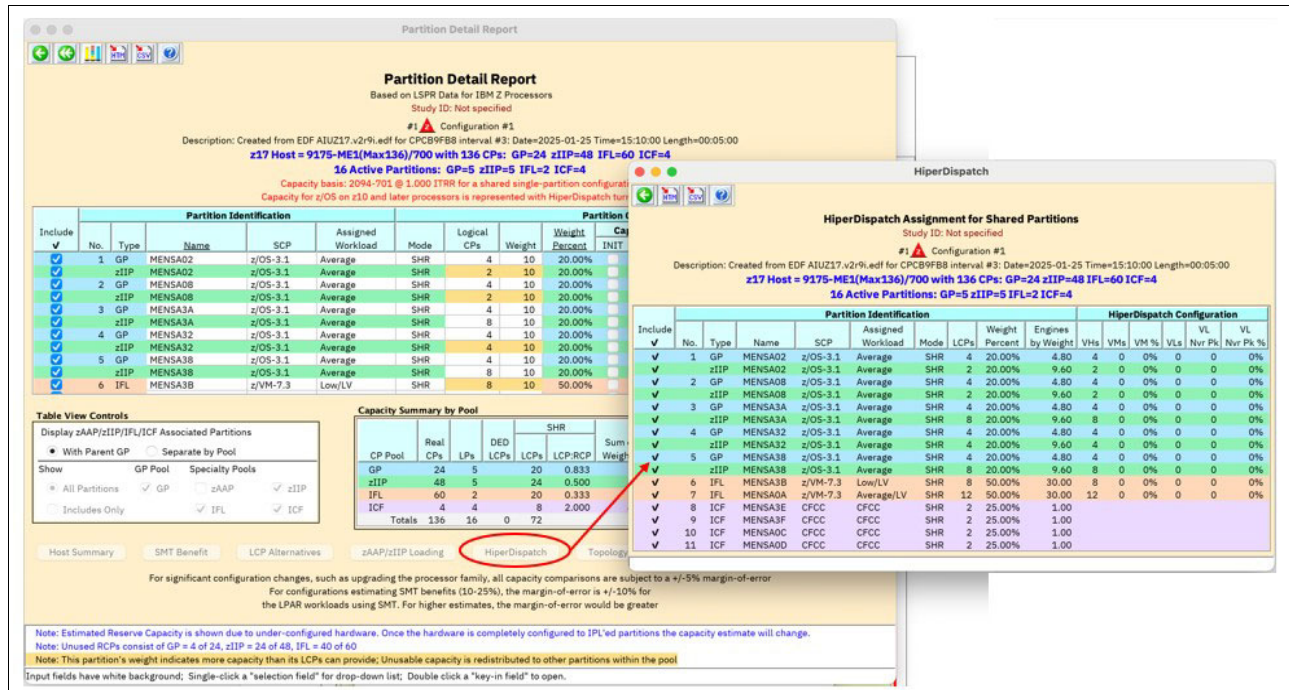 Partition Detail Report
HTM CSV
Partition Detail Report
Based on LSPR Data for IBM Z Processors
Study ID: Not specified
#1 Configuration #1
Description: Created from EDF AIUZ17.v2r9i.edf for CPCB9FB8 interval #3: Date=2025-01-25 Time=15:10:00 Length=00:05:00
z17 Host = 9175-ME1(Max136)/700 with 136 CPs: GP=24 zIIP=48 IFL=60 ICF=4
16 Active Partitions: GP=5 zIIP=5 IFL=2 ICF=4
Capacity basis: 2094-701 @ 1.000 ITRR for a shared single-partition configurati
Capacity for z/OS on z10 and later processors is represented with HiperDispatch turn
Partition Identification Partition C
Include Assigned Logical Weight Cap
✓ No. Type Name SCP Workload Mode CPs Weight Percent INIT
1 GP MENSA02 z/OS-3.1 Average SHR 4 10 20.00%
zIIP MENSA02 z/OS-3.1 Average SHR 2 10 20.00%
2 GP MENSA08 z/OS-3.1 Average SHR 4 10 20.00%
zIIP MENSA08 z/OS-3.1 Average SHR 2 10 20.00%
3 GP MENSA3A z/OS-3.1 Average SHR 4 10 20.00%
zIIP MENSA3A z/OS-3.1 Average SHR 8 10 20.00%
4 GP MENSA32 z/OS-3.1 Average SHR 4 10 20.00%
zIIP MENSA32 z/OS-3.1 Average SHR 4 10 20.00%
5 GP MENSA38 z/OS-3.1 Average SHR 4 10 20.00%
zIIP MENSA38 z/OS-3.1 Average SHR 8 10 20.00%
6 IFL MENSA3B z/VM-7.3 Low/LV SHR 8 10 50.00%
Table View Controls
Display zAAP/zIIP/IFL/ICF Associated Partitions
With Parent GP Separate by Pool
Show GP Pool Specialty Pools
All Partitions ✓ GP zAAP ✓ zIIP
Includes Only ✓ IFL ✓ ICF
Capacity Summary by Pool
SHR
Real DED Sum
CP Pool CPs LPs LCPs LCPs LCP:RCP Weigh
GP 24 5 20 0.833
zIIP 48 5 24 0.500
IFL 60 2 20 0.333
ICF 4 4 8 2.000
Totals 136 16 0 72
Host Summary SMT Benefit LCP Alternatives zAAP/zIIP Loading HiperDispatch Topology
For significant configuration changes, such as upgrading the processor family, all capacity comparisons are subject to a +/-5% margin-of-error
For configurations estimating SMT benefits (10-25%), the margin-of-error is +/-10% for
the LPAR workloads using SMT. For higher estimates, the margin-of-error would be greater
Note: Estimated Reserve Capacity is shown due to under-configured hardware. Once the hardware is completely configured to IPL'ed partitions the capacity estimate will change.
Note: Unused RCPs consist of GP = 4 of 24, zIIP = 24 of 48, IFL = 40 of 60
Note: This partition's weight indicates more capacity than its LCPs can provide; Unusable capacity is redistributed to other partitions within the pool
Input fields have white background; Single-click a "selection field" for drop-down list; Double click a "key-in field" to open.
HiperDispatch
HTM CSV
HiperDispatch Assignment for Shared Partitions
Study ID: Not specified
#1 Configuration #1
Description: Created from EDF AIUZ17.v2r9i.edf for CPCB9FB8 interval #3: Date=2025-01-25 Time=15:10:00 Length=00:05:00
z17 Host = 9175-ME1(Max136)/700 with 136 CPs: GP=24 zIIP=48 IFL=60 ICF=4
16 Active Partitions: GP=5 zIIP=5 IFL=2 ICF=4
Partition Identification HiperDispatch Configuration
Include Assigned Weight Engines VL VL
✓ No. Type Name SCP Workload Mode LCPs Percent by Weight VHs VMs VM % VLs Nvr Pk Nvr Pk %
✓ 1 GP MENSA02 z/OS-3.1 Average SHR 4 20.00% 4.80 4 0 0% 0 0 0%
✓ zIIP MENSA02 z/OS-3.1 Average SHR 2 20.00% 9.60 2 0 0% 0 0 0%
✓ 2 GP MENSA08 z/OS-3.1 Average SHR 4 20.00% 4.80 4 0 0% 0 0 0%
✓ zIIP MENSA08 z/OS-3.1 Average SHR 2 20.00% 9.60 2 0 0% 0 0 0%
✓ 3 GP MENSA3A z/OS-3.1 Average SHR 4 20.00% 4.80 4 0 0% 0 0 0%
✓ zIIP MENSA3A z/OS-3.1 Average SHR 8 20.00% 9.60 8 0 0% 0 0 0%
✓ 4 GP MENSA32 z/OS-3.1 Average SHR 4 20.00% 4.80 4 0 0% 0 0 0%
✓ zIIP MENSA32 z/OS-3.1 Average SHR 4 20.00% 9.60 4 0 0% 0 0 0%
✓ 5 GP MENSA38 z/OS-3.1 Average SHR 4 20.00% 4.80 4 0 0% 0 0 0%
✓ zIIP MENSA38 z/OS-3.1 Average SHR 8 20.00% 9.60 8 0 0% 0 0 0%
✓ 6 IFL MENSA3B z/VM-7.3 Low/LV SHR 8 50.00% 30.00 8 0 0% 0 0 0%
✓ 7 IFL MENSA0A z/VM-7.3 Average/LV SHR 12 50.00% 30.00 12 0 0% 0 0 0%
✓ 8 ICF MENSA3E CFCC CFCC SHR 2 25.00% 1.00
✓ 9 ICF MENSA3F CFCC CFCC SHR 2 25.00% 1.00
✓ 10 ICF MENSA0C CFCC CFCC SHR 2 25.00% 1.00
✓ 11 ICF MENSA0D CFCC CFCC SHR 2 25.00% 1.00